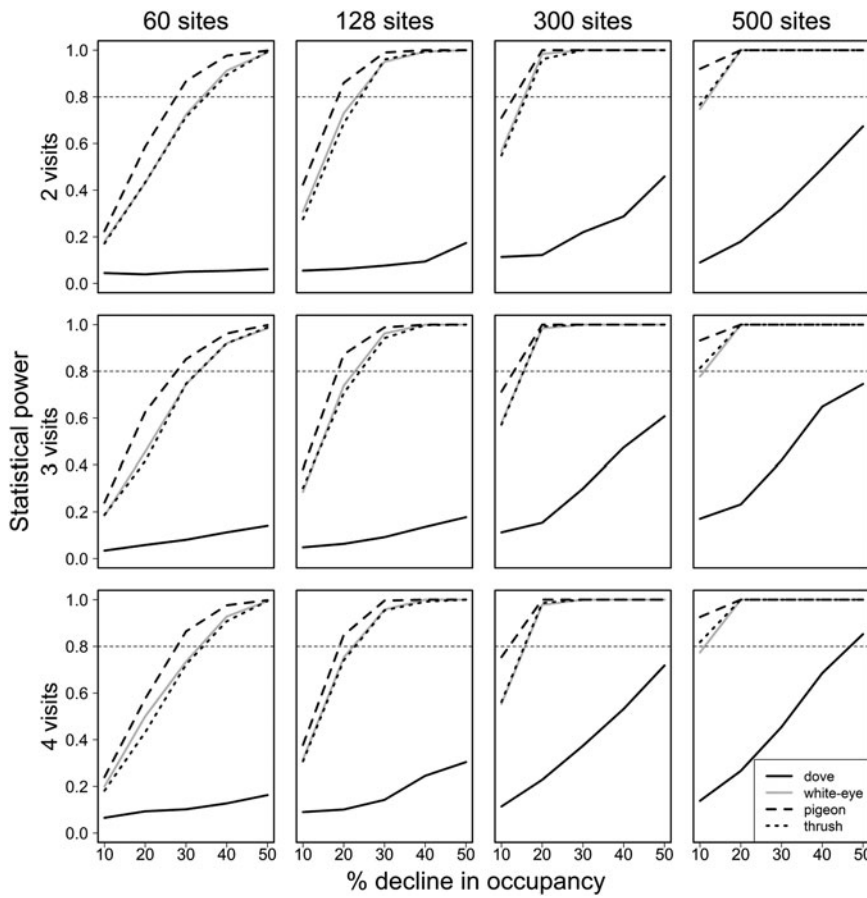 60 sites 128 sites 300 sites 500 sites
1.0
0.8
0.6
0.4
0.2
0.0
2 visits
1.0
0.8
0.6
0.4
0.2
0.0
Statistical power
3 visits
1.0
0.8
0.6
0.4
0.2
0.0
4 visits
dove
white-eye
pigeon
thrush
10 20 30 40 50 10 20 30 40 50 10 20 30 40 50 10 20 30 40 50
% decline in occupancy